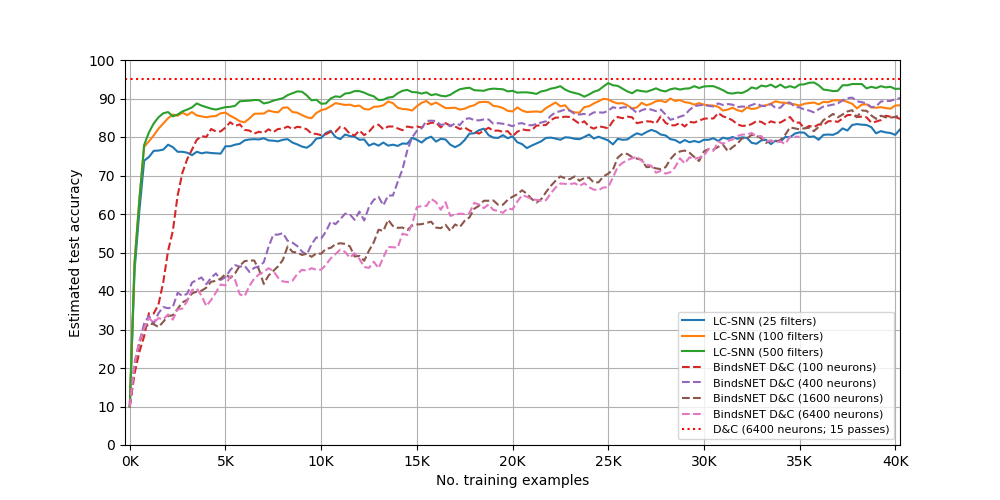 100
90
80
70
60
50
40
30
20
10
0
Estimated test accuracy
LC-SNN (25 filters)
LC-SNN (100 filters)
LC-SNN (500 filters)
BindsNET D&C (100 neurons)
BindsNET D&C (400 neurons)
BindsNET D&C (1600 neurons)
BindsNET D&C (6400 neurons)
D&C (6400 neurons; 15 passes)
0K 5K 10K 15K 20K 25K 30K 35K 40K
No. training examples